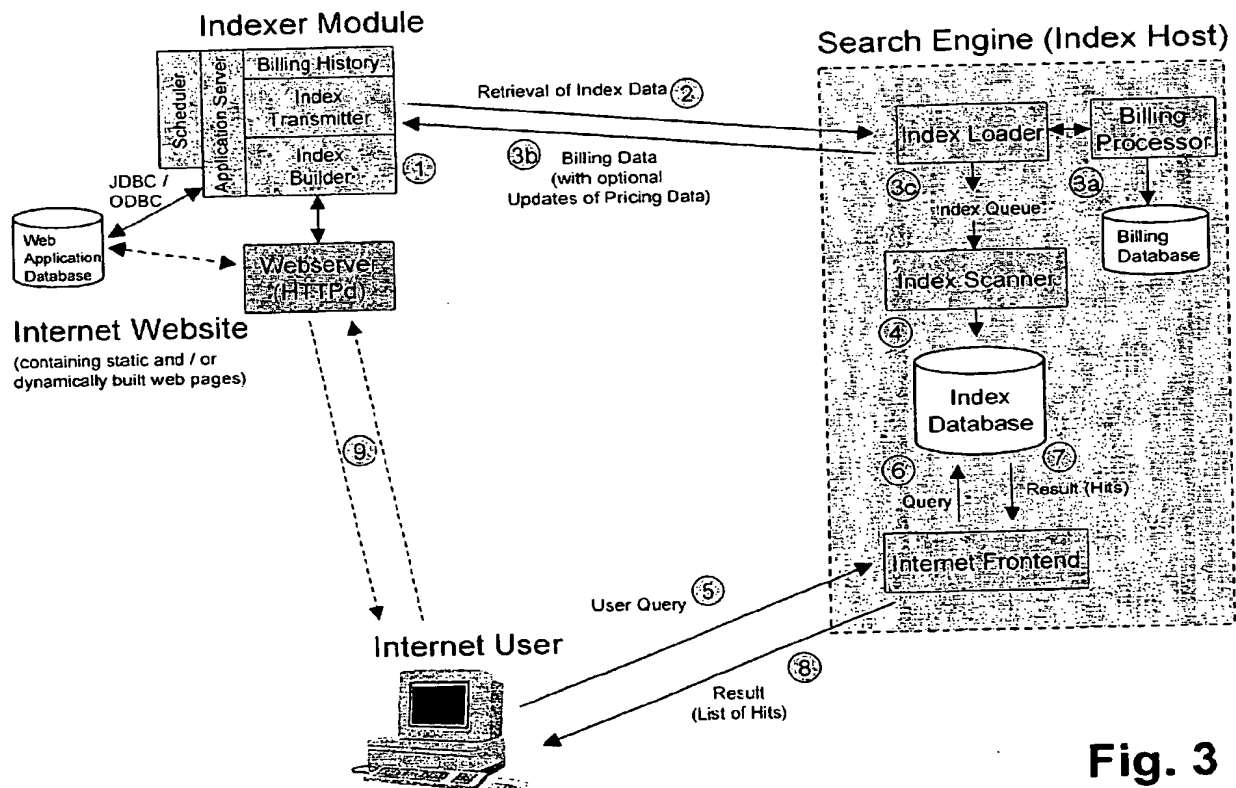 Indexer Module
Scheduler
Application Server
Billing History
Index
Transmitter
Index
Builder
1
JDBC /
ODBC
Web
Application
Database
Webserver
(HTTPd)
Internet Website
(containing static and / or
dynamically built web pages)
Retrieval of Index Data 2
3b Billing Data
(with optional
Updates of Pricing Data)
Search Engine (Index Host)
Index Loader
Billing
Processor
3c
3a
Index Queue
Billing
Database
Index Scanner
4
Index
Database
6
7
Query
Result (Hits)
Internet Frontend
9
User Query 5
Internet User
8
Result
(List of Hits)
Fig. 3